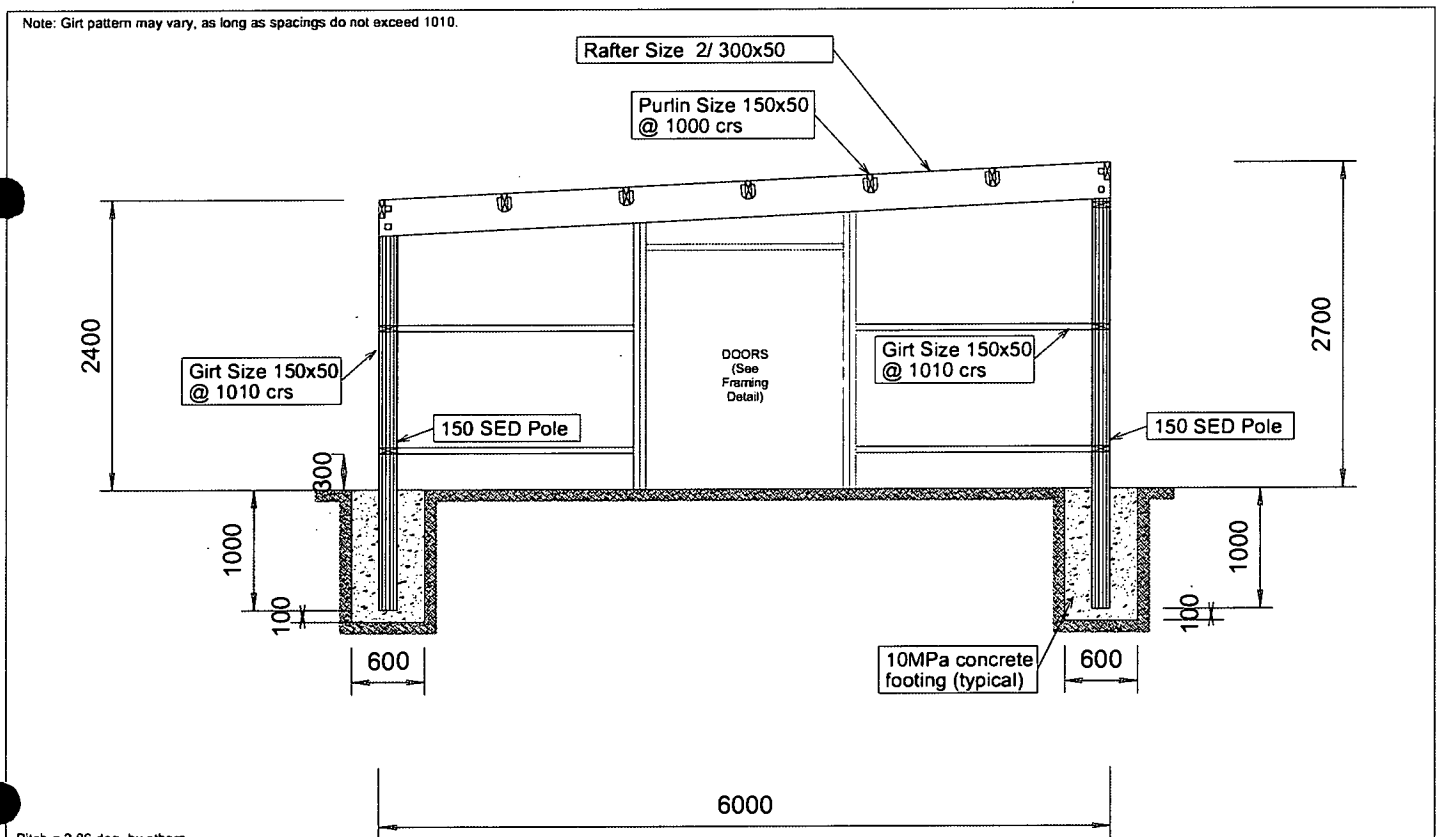 Note: Girt pattern may vary, as long as spacings do not exceed 1010.
Rafter Size 2/ 300x50
Purlin Size 150x50
@ 1000 crs
2400
2700
Girt Size 150x50
@ 1010 crs
DOORS
(See
Framing
Detail)
Girt Size 150x50
@ 1010 crs
150 SED Pole
150 SED Pole
300
1000
1000
100
100
600
10MPa concrete
footing (typical)
600
6000